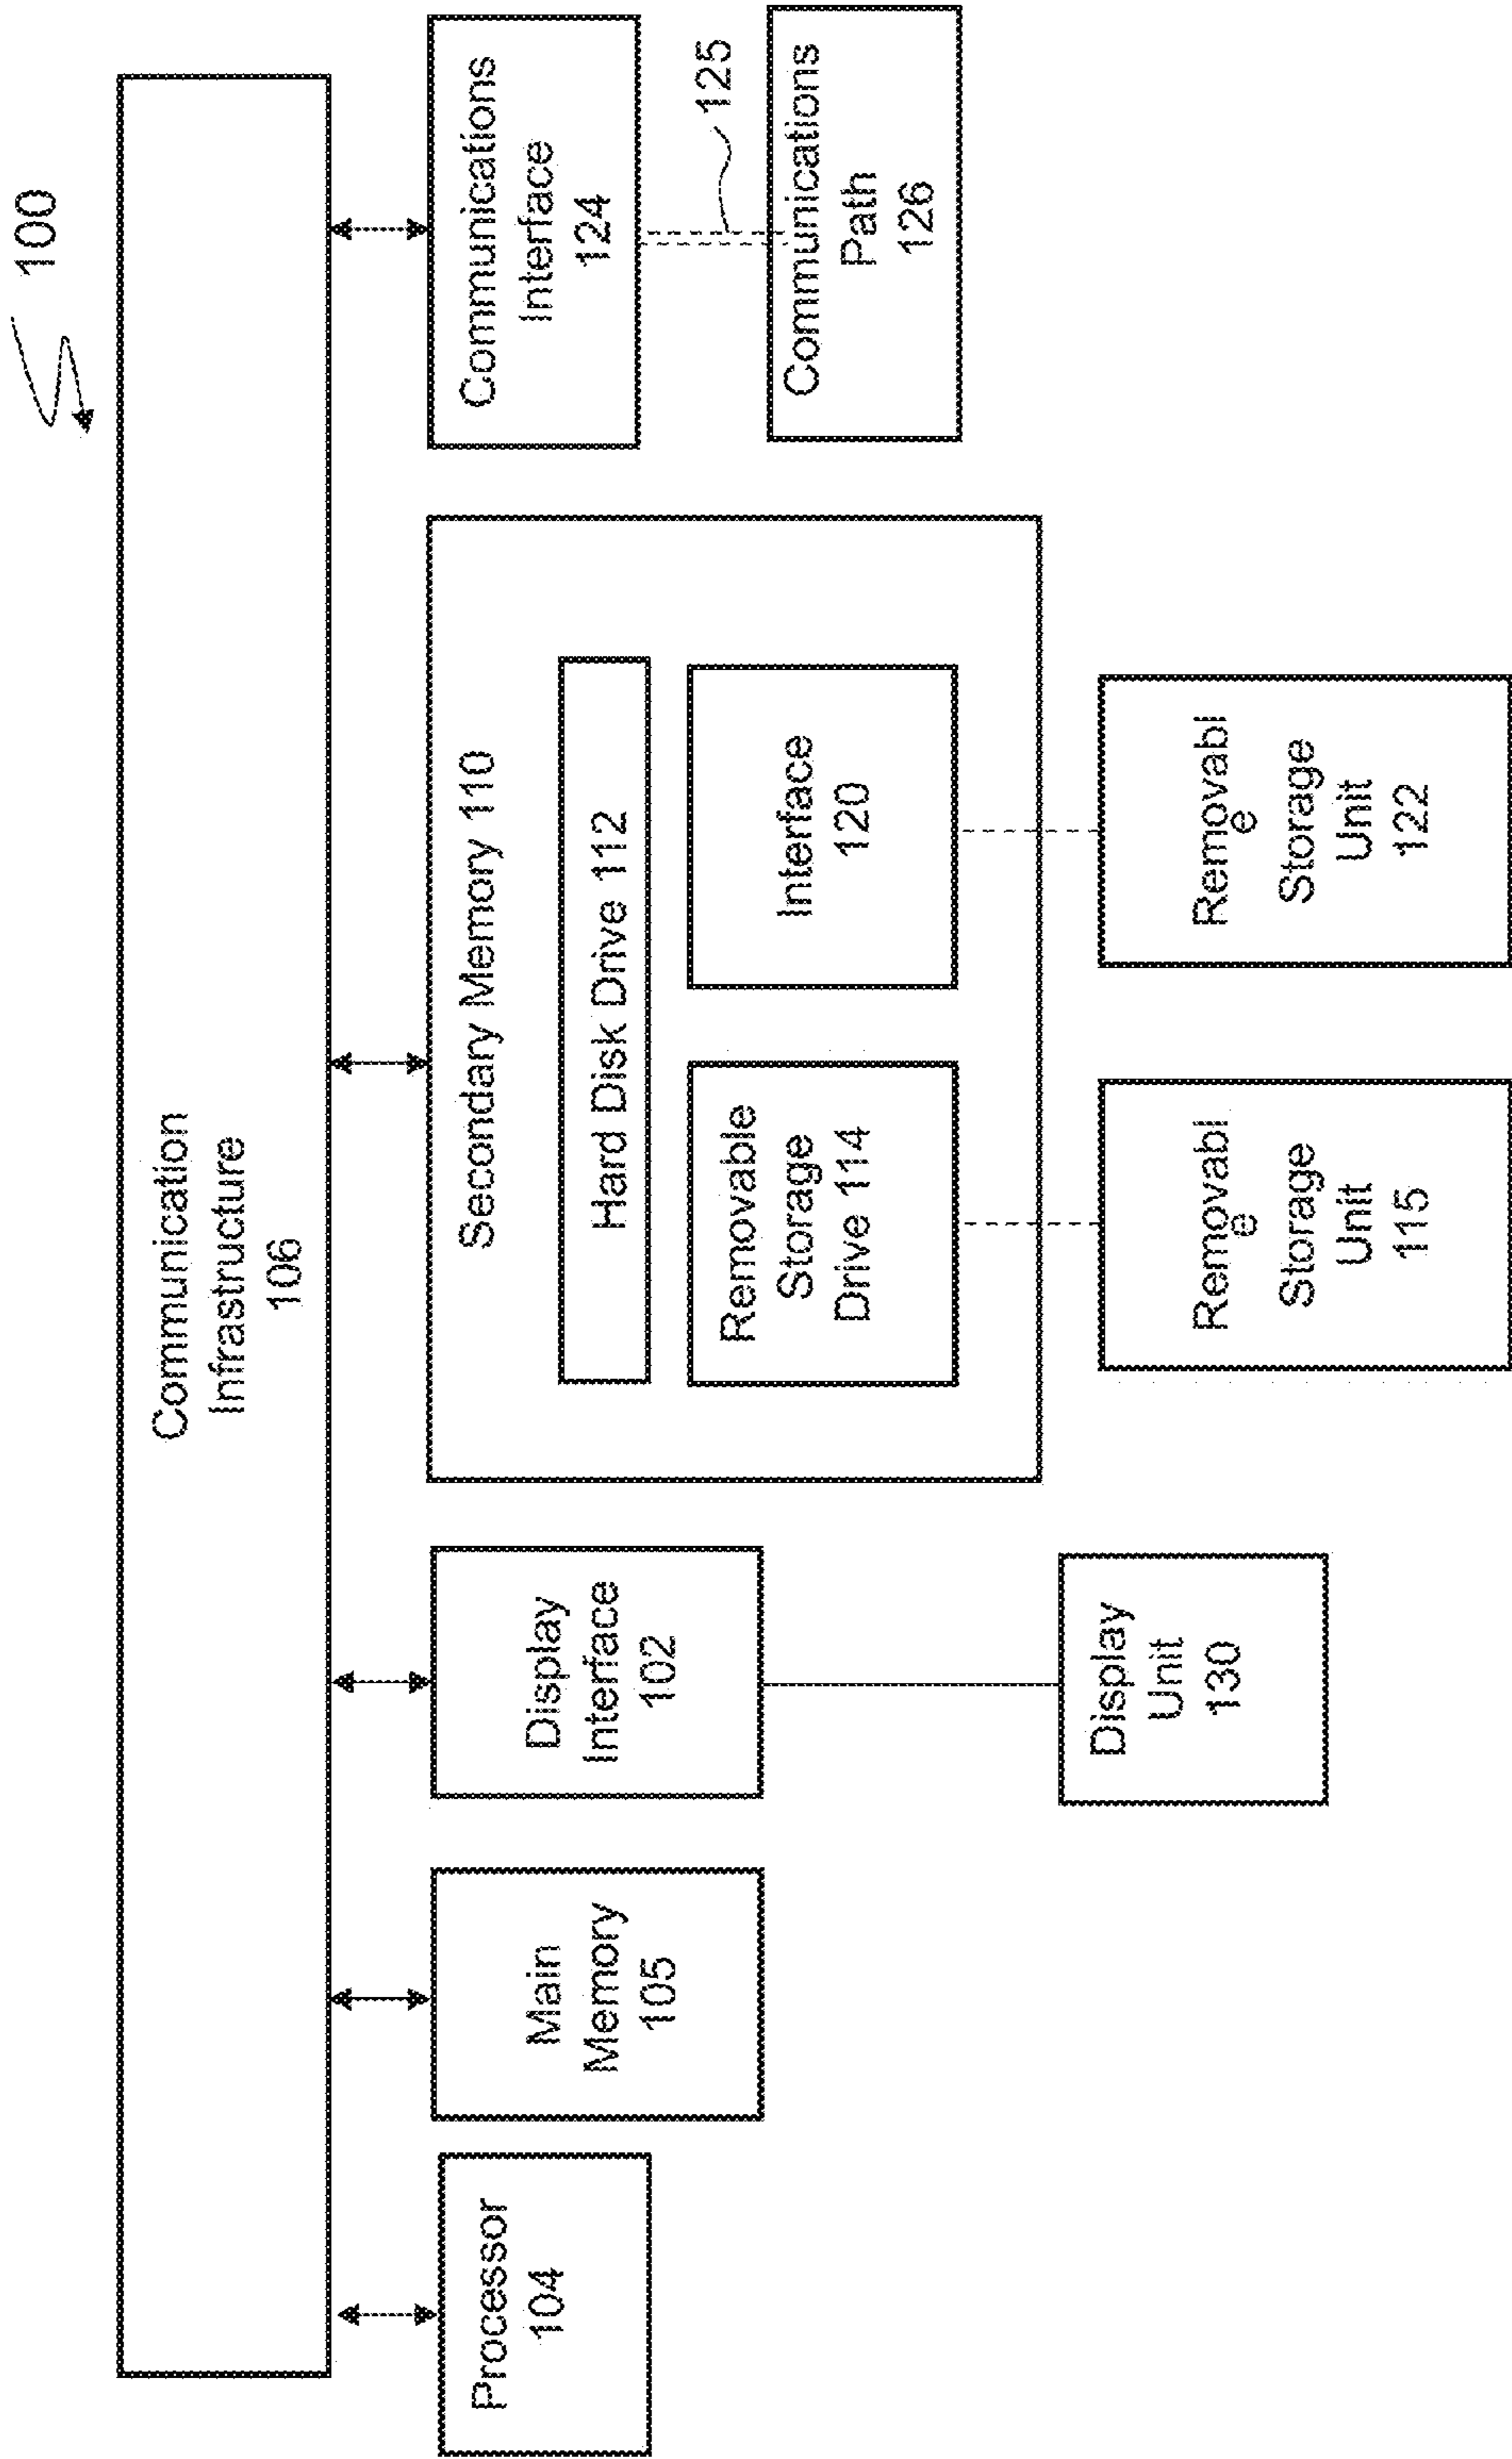 100
Communication
Infrastructure
106
Processor
104
Main
Memory
105
Display
Interface
102
Display
Unit
130
Secondary Memory 110
Hard Disk Drive 112
Removable
Storage
Drive 114
Interface
120
Removabl
e
Storage
Unit
115
Removabl
e
Storage
Unit
122
Communications
Interface
124
125
Communications
Path
126